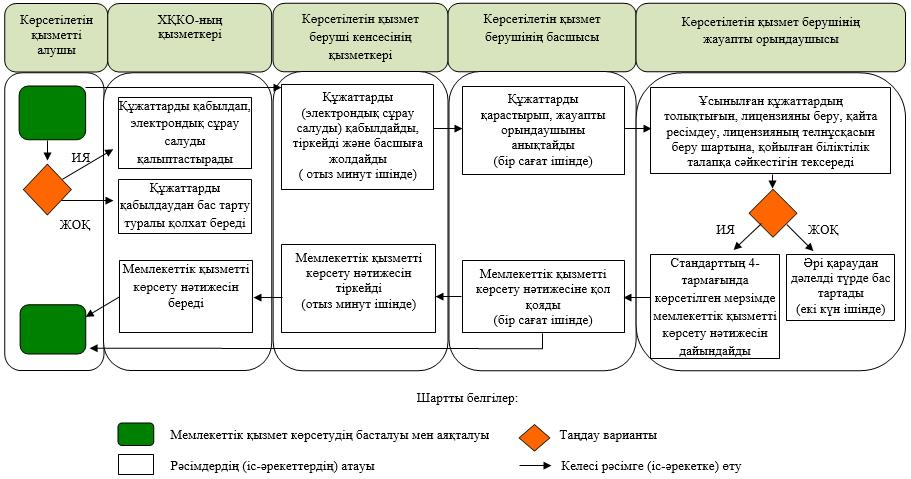 Көрсетілетін
қызметті
алушы
ХҚКО-ның
қызметкері
Көрсетілетін қызмет
беруші кеңсесінің
қызметкері
Көрсетілетін қызмет
берушінің басшысы
Көрсетілетін қызмет берушінің
жауапты орындаушысы
ИЯ
ЖОҚ
Құжаттарды қабылдап,
электрондық сұрау
салуды
қалыптастырады
Құжаттарды
қабылдаудан бас тарту
туралы қолхат береді
Құжаттарды
(электрондық сұрау
салуды) қабылдайды,
тіркейді және басшыға
жолдайды
( отыз минут ішінде)
Құжаттарды
қарастырып, жауапты
орындаушыны
анықтайды
(бір сағат ішінде)
Ұсынылған құжаттардың
толықтығын, лицензияны беру, қайта
ресімдеу, лицензияның телнұсқасын
беру шартына, қойылған біліктілік
талапқа сәйкестігін тексереді
ИЯ
ЖОҚ
Мемлекеттік қызметті
көрсету нәтижесін
береді
Мемлекеттік қызметті
көрсету нәтижесін
тіркейді
(отыз минут ішінде)
Мемлекеттік қызметті
көрсету нәтижесіне қол
қояды
(бір сағат ішінде)
Стандарттың 4-
тармағында
көрсетілген мерзімде
мемлекеттік қызметті
көрсету нәтижесін
дайындайды
Әрі қараудан
дәлелді түрде бас
тартады
(екі күн ішінде)
Шартты белгілер:
Мемлекеттік қызмет көрсетудің басталуы мен аяқталуы
Таңдау варианты
Рәсімдердің (іс-әрекеттердің) атауы
Келесі рәсімге (іс-әрекетке) өту